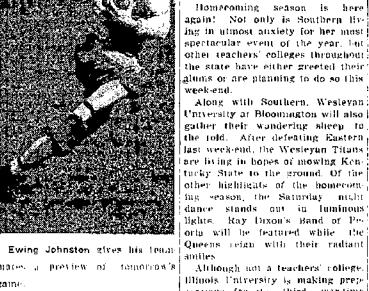 Ewing Johnston gives his team
mates a preview of tomorrow's
game.
Homecoming season is here
again! Not only is Southern liv-
ing in utmost anxiety for her most
spectacular event of the year, but
other teachers' colleges throughout
the state have either greeted their
alums or are planning to do so this
week-end.
Along with Southern, Wesleyan
University at Bloomington will also
gather their wandering sheep to
the fold. After defeating Eastern
last week-end, the Wesleyan Titans
are living in hopes of mowing Ken-
tucky State to the ground. Of the
other highlights of the homecom-
ing season, the Saturday night
dance stands out in luminous
lights. Ray Dixon's Band of Pe-
oria will be featured while the
Queens reign with their radiant
smiles
Although not a teachers' college,
Illinois University is making prep-